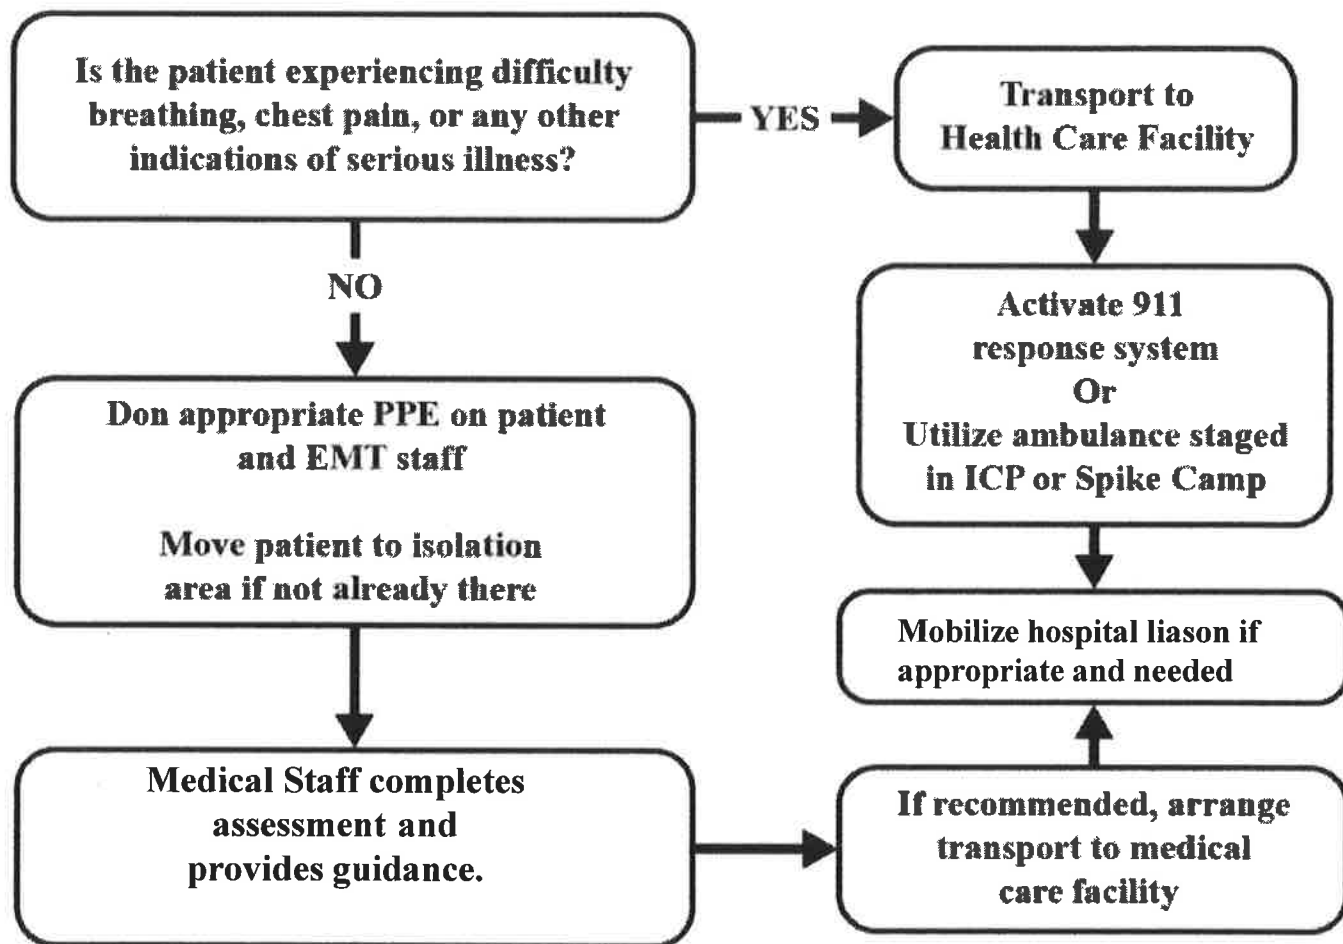 Is the patient experiencing difficulty
breathing, chest pain, or any other
indications of serious illness?
YES
Transport to
Health Care Facility
NO
Activate 911
response system
Or
Utilize ambulance staged
in ICP or Spike Camp
Don appropriate PPE on patient
and EMT staff
Move patient to isolation
area if not already there
Mobilize hospital liason if
appropriate and needed
Medical Staff completes
assessment and
provides guidance.
If recommended, arrange
transport to medical
care facility